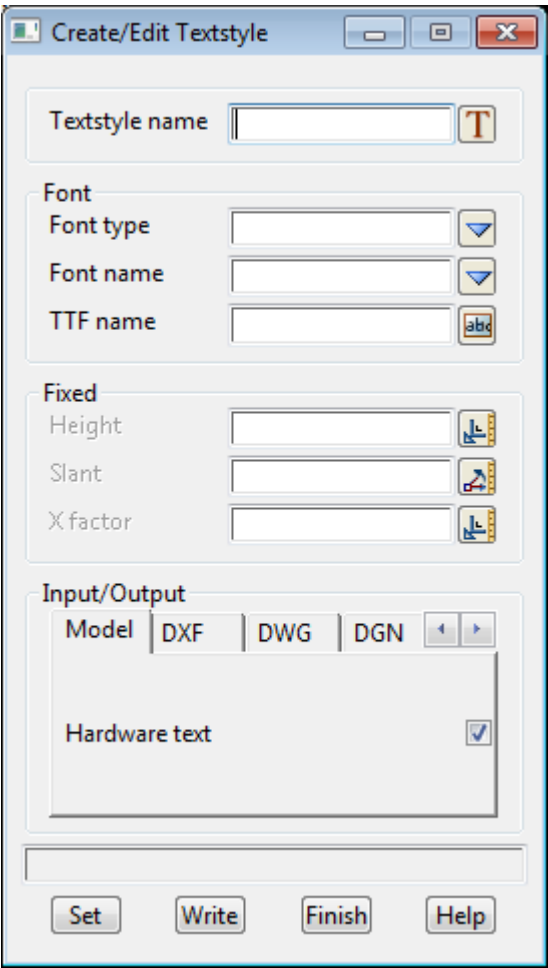 Create/Edit Textstyle
Textstyle name
T
Font
Font type
Font name
TTF name
abc
Fixed
Height
Slant
X factor
Input/Output
Model DXF DWG DGN
Hardware text
Set Write Finish Help